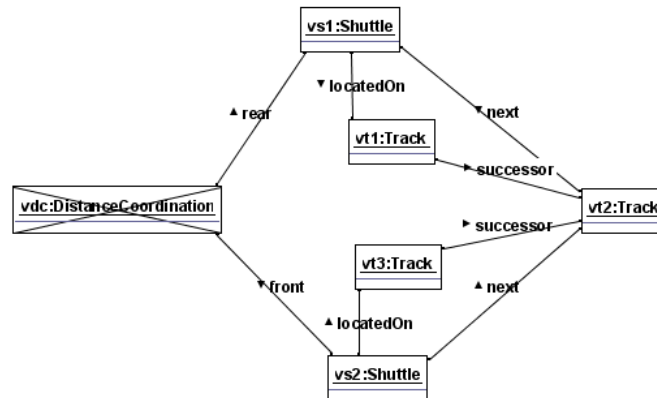 vs1:Shuttle
▼ locatedOn
▲ rear
▼ next
vt1:Track
► successor
vdc:DistanceCoordination
vt2:Track
► successor
vt3:Track
▼ front
▲ next
▲ locatedOn
vs2:Shuttle